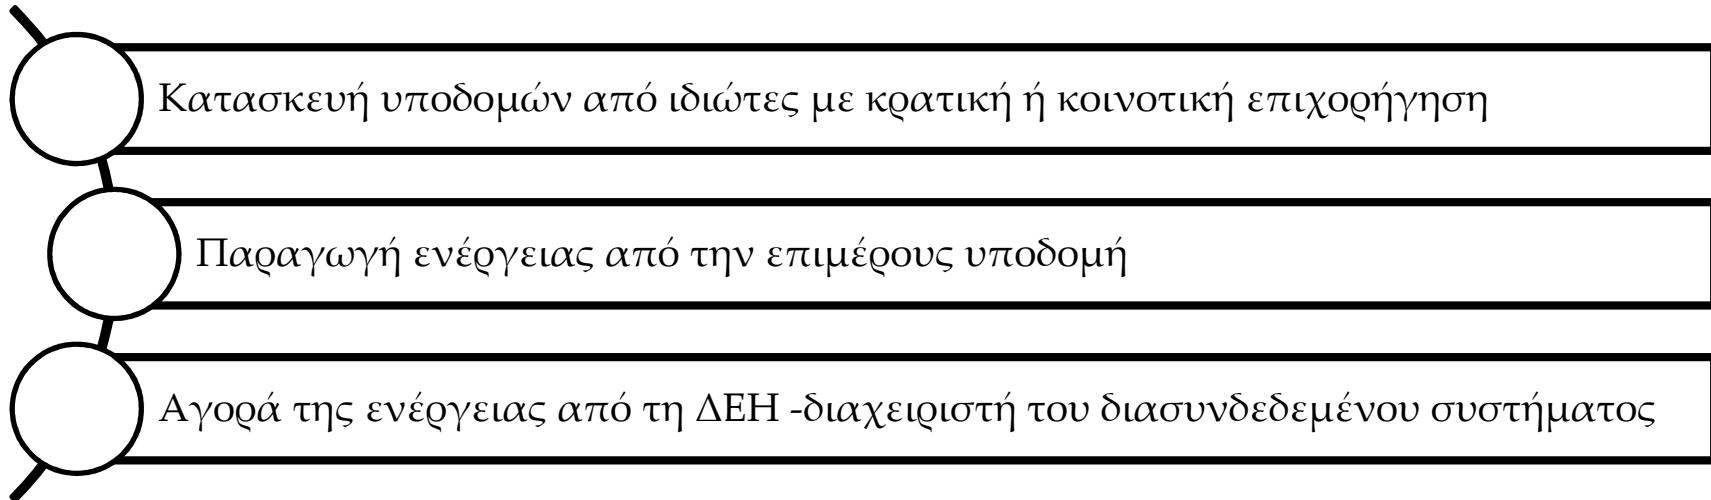 Κατασκευή υποδομών από ιδιώτες με κρατική ή κοινοτική επιχορήγηση
Παραγωγή ενέργειας από την επιμέρους υποδομή
Αγορά της ενέργειας από τη ΔΕΗ -διαχειριστή του διασυνδεδεμένου συστήματος